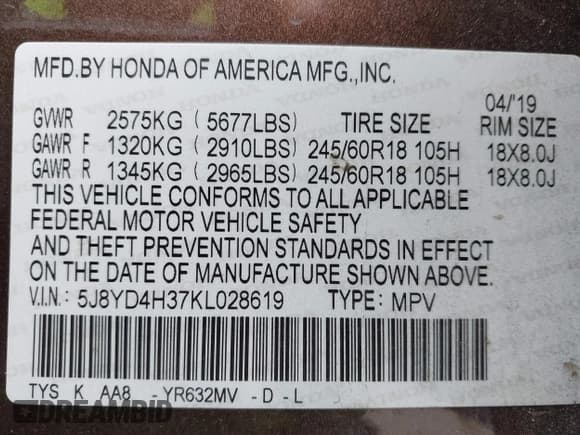 MFD.BY HONDA OF AMERICA MFG.,INC.
04/'19
GVWR 2575KG ( 5677LBS) TIRE SIZE RIM SIZE
GAWR F 1320KG ( 2910LBS) 245/60R18 105H 18X8.0J
GAWR R 1345KG ( 2965LBS) 245/60R18 105H 18X8.0J
THIS VEHICLE CONFORMS TO ALL APPLICABLE
FEDERAL MOTOR VEHICLE SAFETY
AND THEFT PREVENTION STANDARDS IN EFFECT
ON THE DATE OF MANUFACTURE SHOWN ABOVE.
V.I.N.: 5J8YD4H37KL028619 TYPE: MPV
TYS K AA8 YR632MV -D-L
DREAMBID